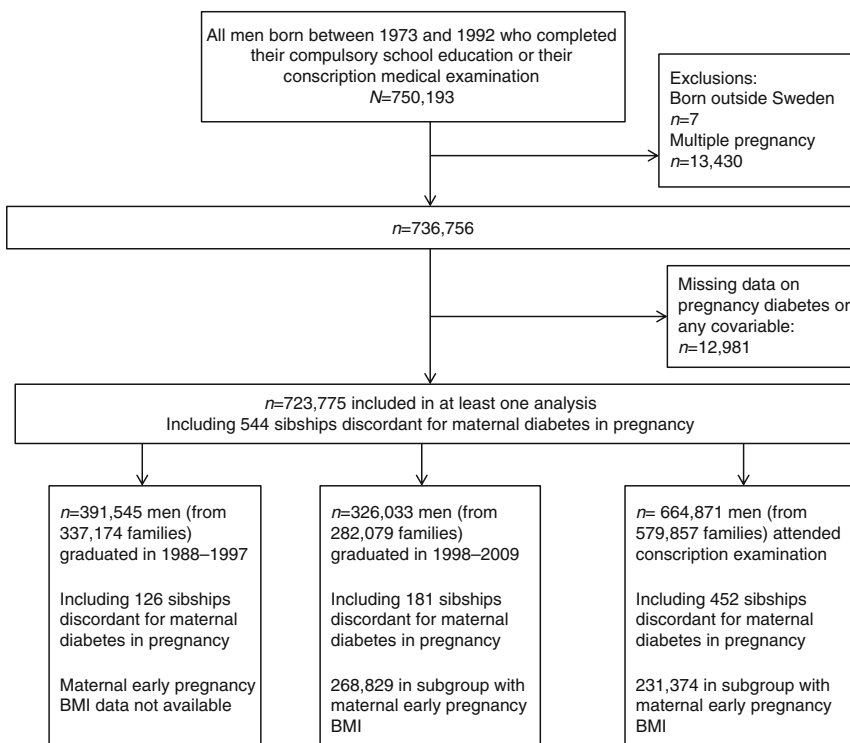 All men born between 1973 and 1992 who completed
their compulsory school education or their
conscription medical examination
N=750,193
Exclusions:
Born outside Sweden
n=7
Multiple pregnancy
n=13,430
n=736,756
Missing data on
pregnancy diabetes or
any covariable:
n=12,981
n=723,775 included in at least one analysis
Including 544 sibships discordant for maternal diabetes in pregnancy
n=391,545 men (from
337,174 families)
graduated in 1988–1997
Including 126 sibships
discordant for maternal
diabetes in pregnancy
Maternal early pregnancy
BMI data not available
n=326,033 men (from
282,079 families)
graduated in 1998–2009
Including 181 sibships
discordant for maternal
diabetes in pregnancy
268,829 in subgroup with
maternal early pregnancy
BMI
n= 664,871 men (from
579,857 families) attended
conscription examination
Including 452 sibships
discordant for maternal
diabetes in pregnancy
231,374 in subgroup with
maternal early pregnancy
BMI